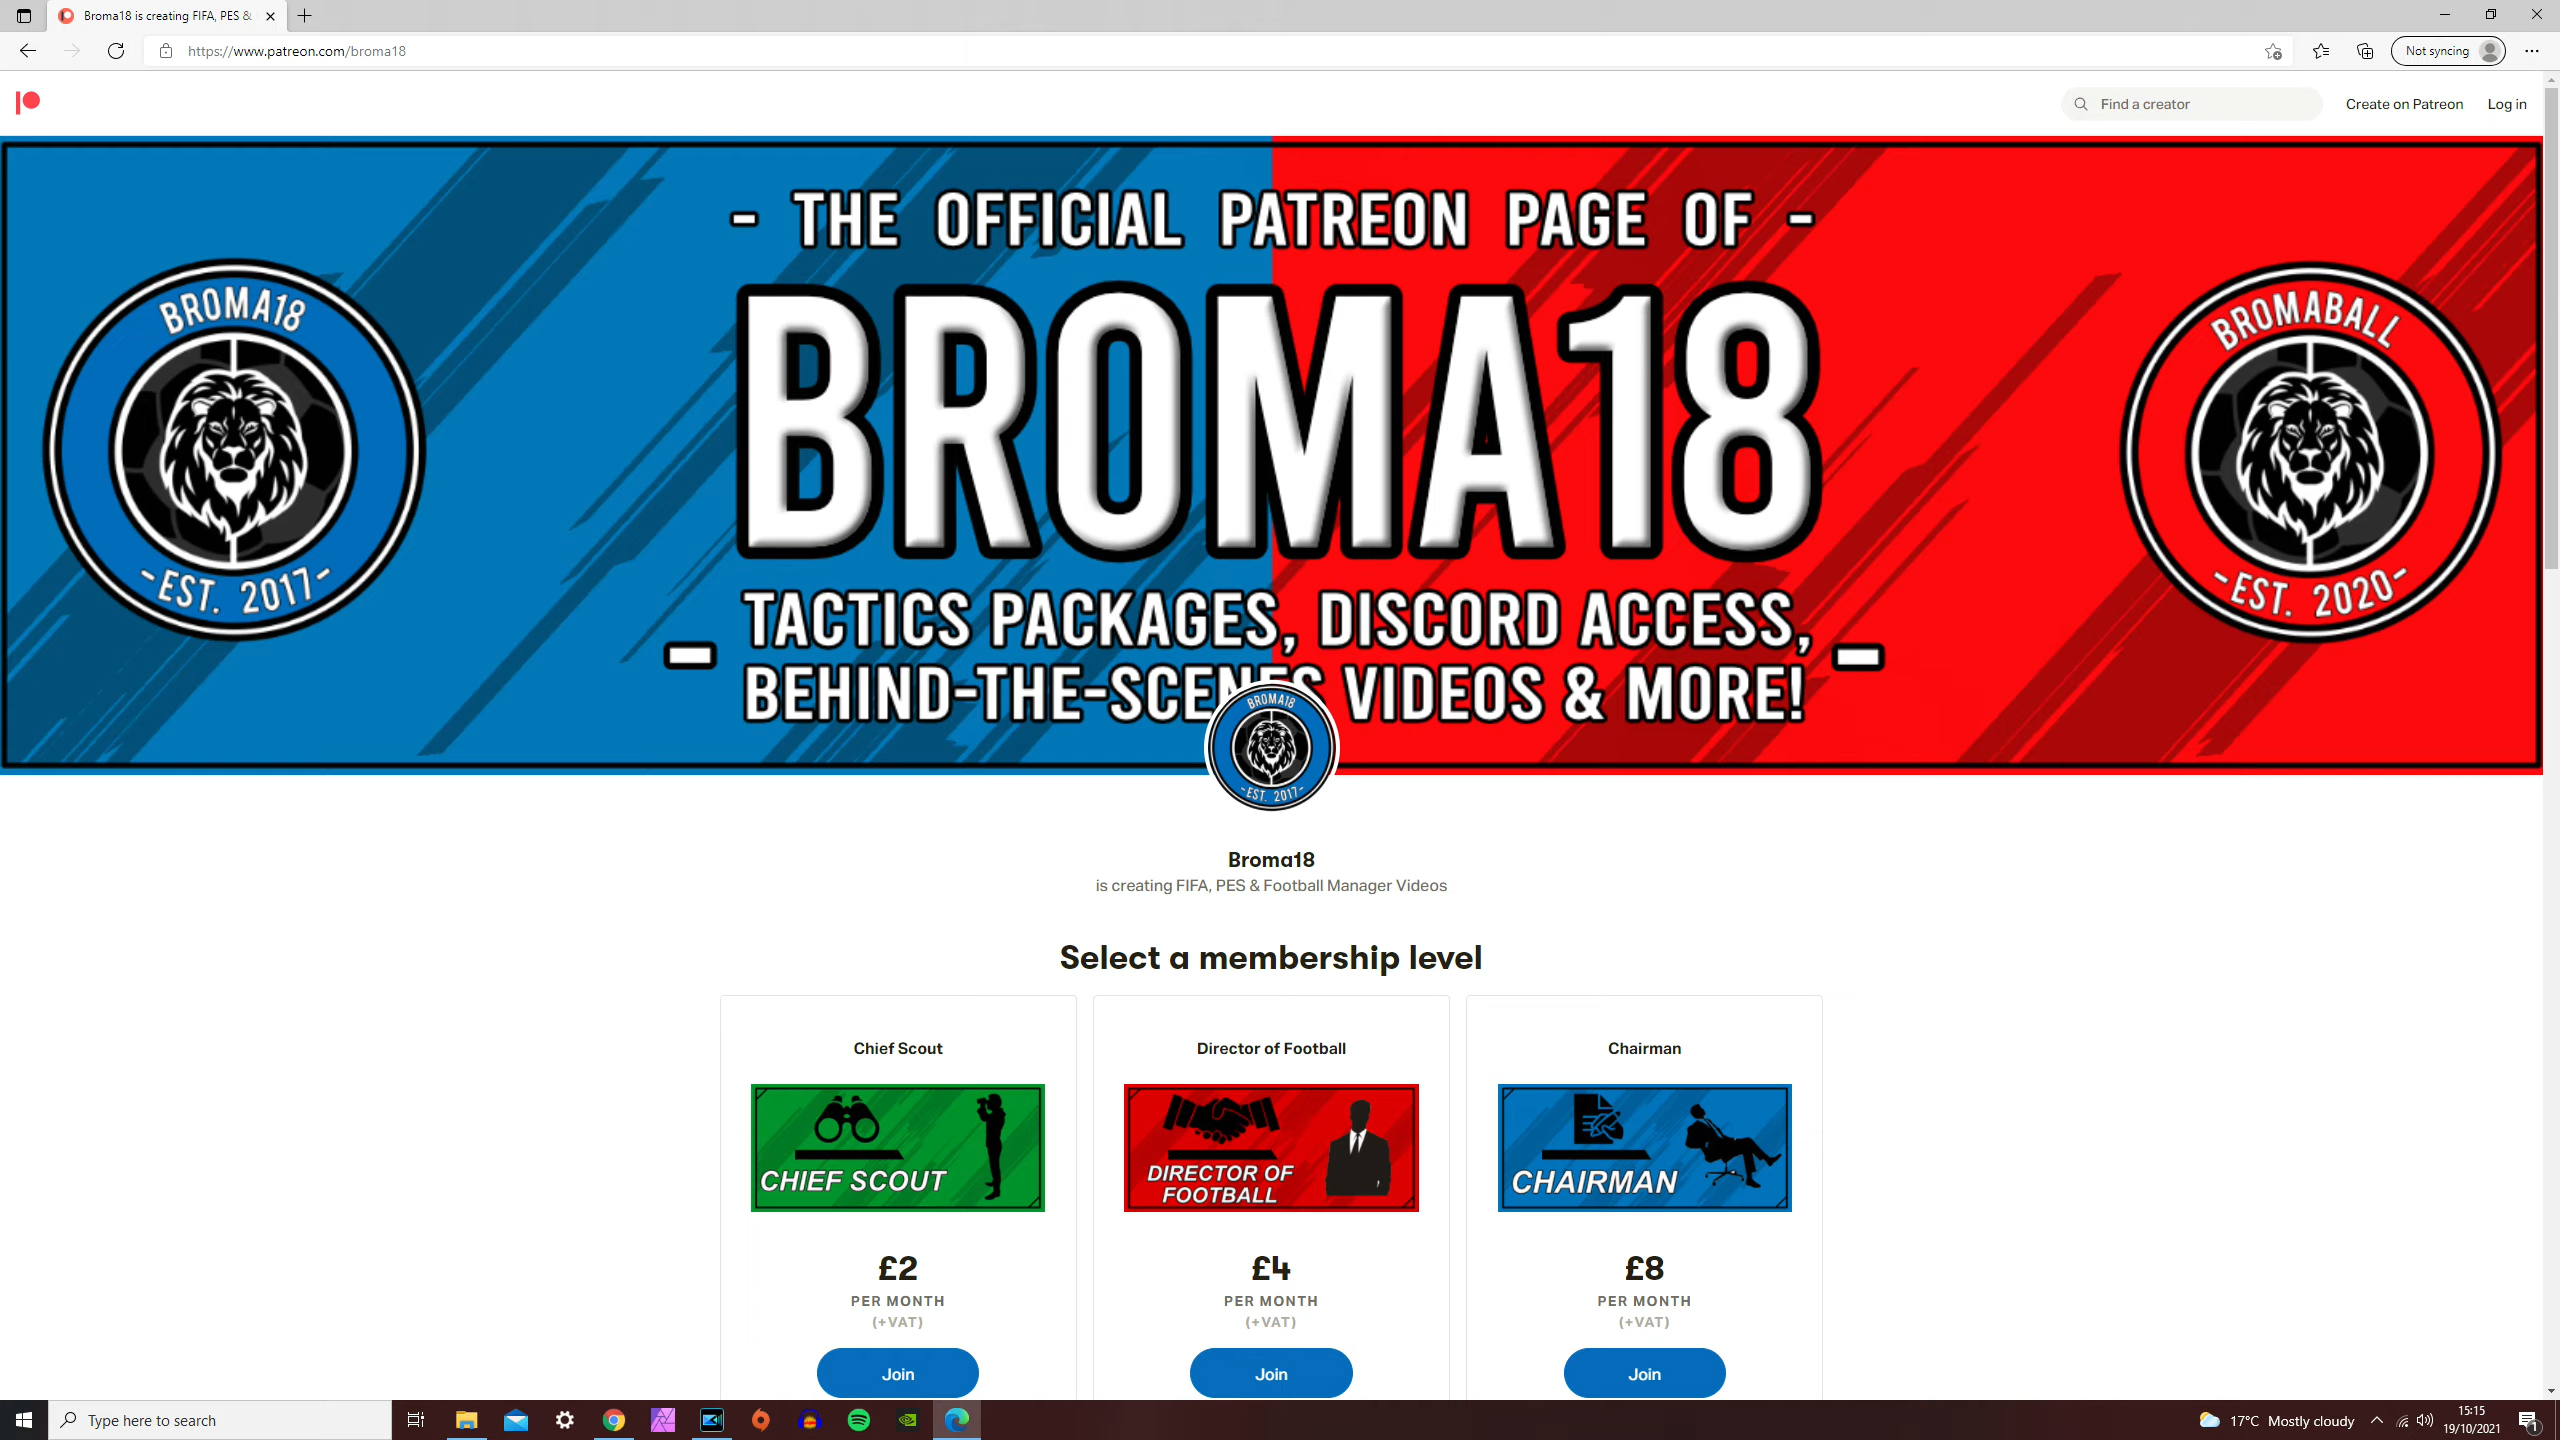 Broma18 is creating FIFA, PES &
https://www.patreon.com/broma18
Not syncing
Find a creator
Create on Patreon
Log in
- THE OFFICIAL PATREON PAGE OF -
BROMA18
- TACTICS PACKAGES, DISCORD ACCESS, -
BEHIND-THE-SCENES VIDEOS & MORE!
BROMA18
-EST. 2017-
BROMABALL
-EST. 2020-
BROMA18
-EST. 2017-
Broma18
is creating FIFA, PES & Football Manager Videos
Select a membership level
Chief Scout
CHIEF SCOUT
£2
PER MONTH
(+VAT)
Join
Director of Football
DIRECTOR OF
FOOTBALL
£4
PER MONTH
(+VAT)
Join
Chairman
CHAIRMAN
£8
PER MONTH
(+VAT)
Join
Type here to search
17°C Mostly cloudy
15:15
19/10/2021
1